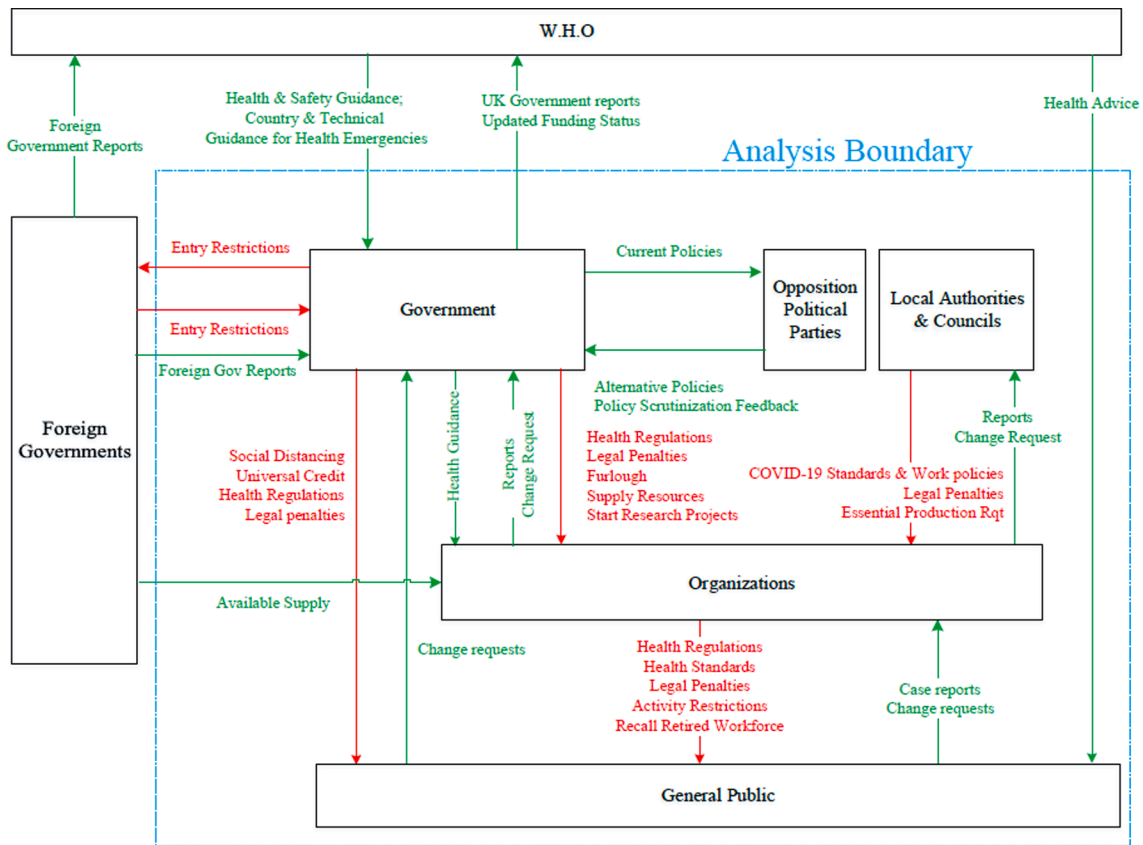 W.H.O
Health & Safety Guidance;
Country & Technical
Guidance for Health Emergencies
UK Government reports
Updated Funding Status
Health Advice
Foreign
Government Reports
Analysis Boundary
Entry Restrictions
Current Policies
Government
Opposition
Political
Parties
Local Authorities
& Councils
Entry Restrictions
Foreign Gov Reports
Foreign
Governments
Alternative Policies
Policy Scrutinization Feedback
Social Distancing
Universal Credit
Health Regulations
Legal penalties
Health Guidance
Reports
Change Request
Health Regulations
Legal Penalties
Furlough
Supply Resources
Start Research Projects
Reports
Change Request
COVID-19 Standards & Work policies
Legal Penalties
Essential Production Rqt
Organizations
Available Supply
Change requests
Health Regulations
Health Standards
Legal Penalties
Activity Restrictions
Recall Retired Workforce
Case reports
Change requests
General Public